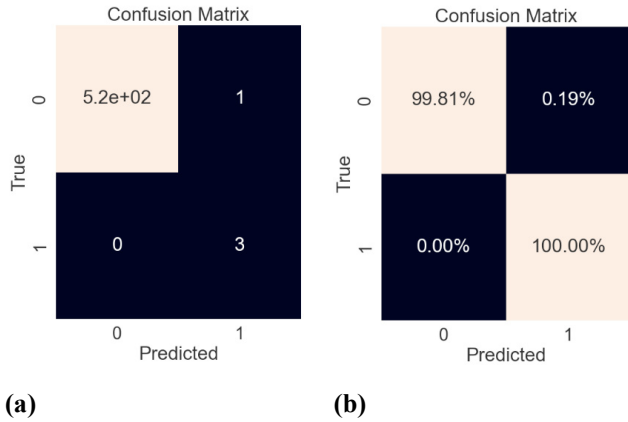 Confusion Matrix
0
5.2e+02
1
True
1
0
3
0
1
Predicted
(a)
Confusion Matrix
0
99.81%
0.19%
True
1
0.00%
100.00%
0
1
Predicted
(b)